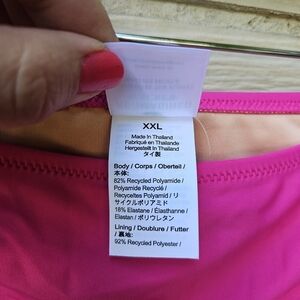 XXL
Made in Thailand
Fabriqué en Thaïlande
Hergestellt in Thailand
タイ製
Body / Corps / Oberteil /
本体:
82% Recycled Polyamide /
Polyamide Recyclé /
Recyceltes Polyamid / リ
サイクルポリアミド
18% Elastane / Élasthanne /
Elastan / ポリウレタン
Lining / Doublure / Futter
/ 裏地:
92% Recycled Polyester /